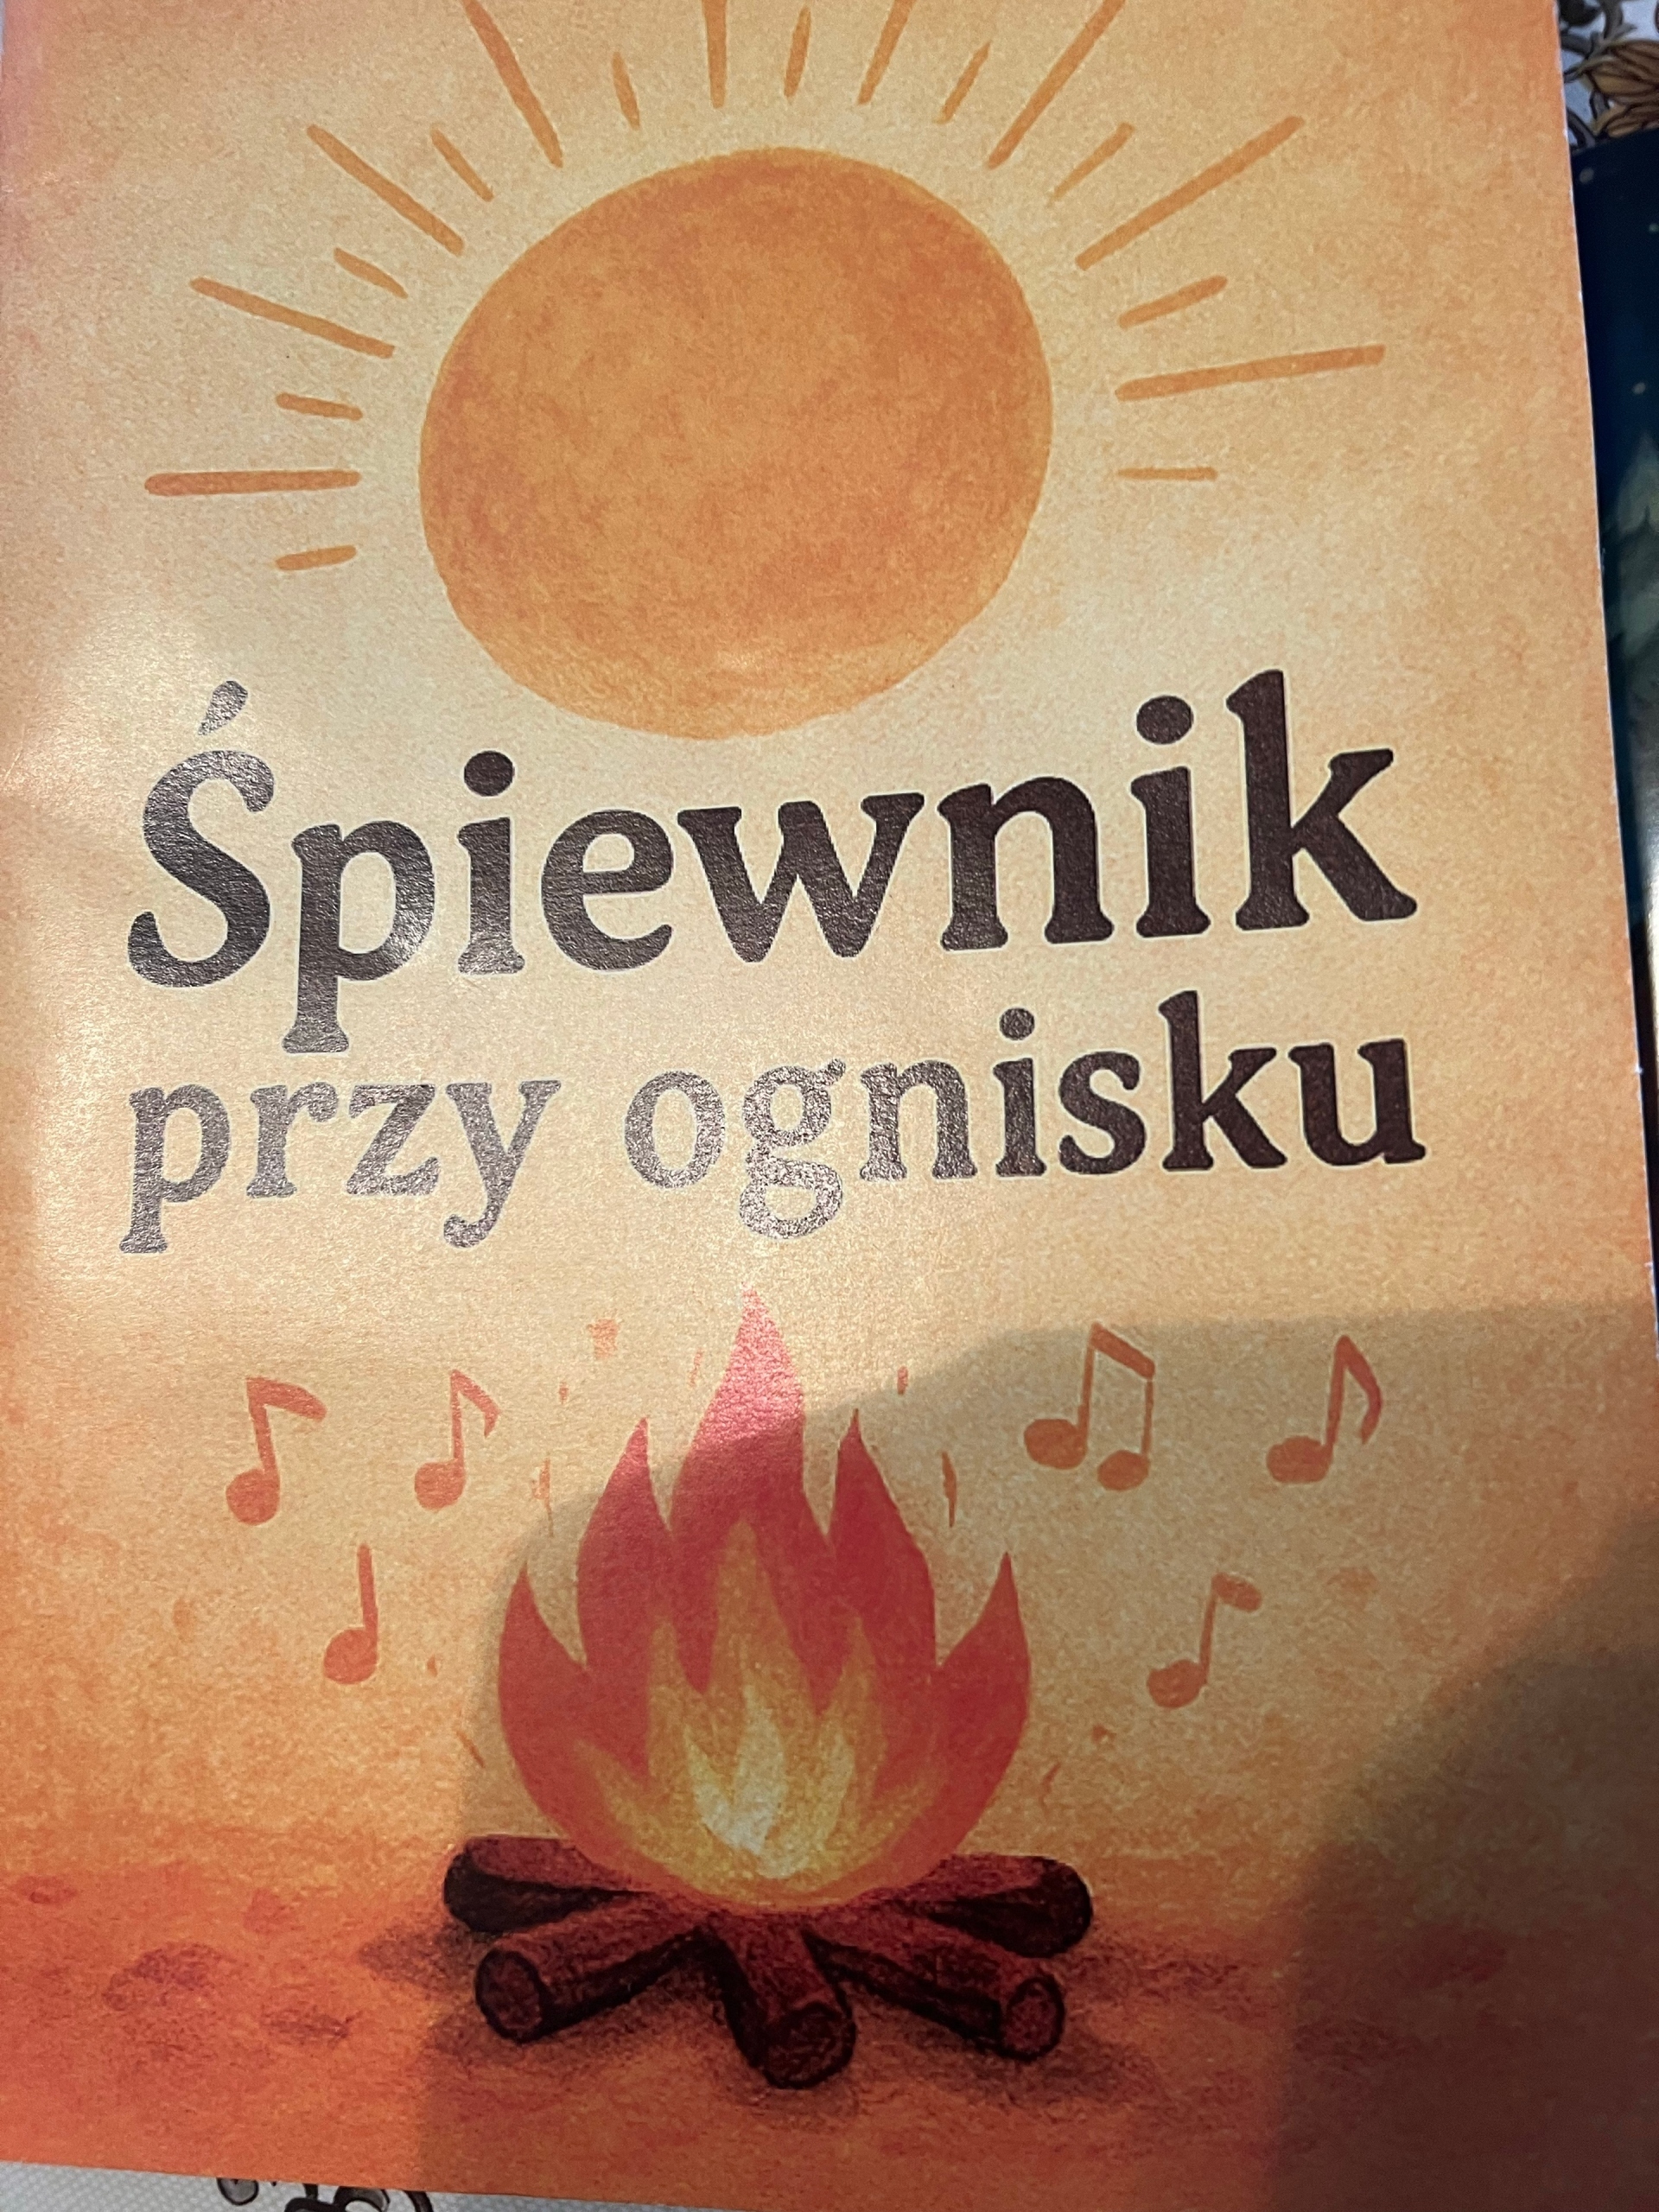 Śpiewnik
przy ognisku